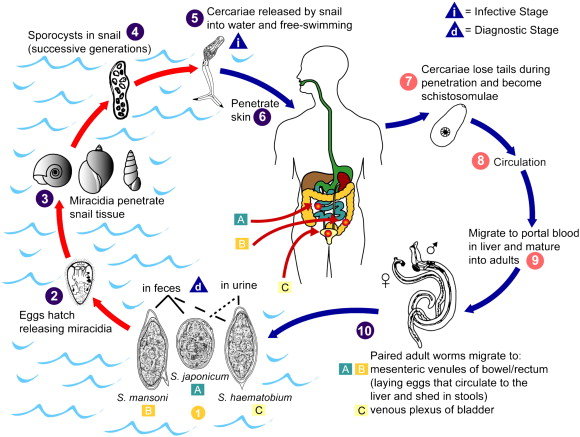 5
Cercariae released by snail
into water and free-swimming
i
i = Infective Stage
d = Diagnostic Stage
Sporocysts in snail
(successive generations)
4
Cercariae lose tails during
penetration and become
schistosomulae
7
Penetrate
skin
6
8
Circulation
3
Miracidia penetrate
snail tissue
A
B
C
Migrate to portal blood
in liver and mature
into adults
9
♂
♀
2
Eggs hatch
releasing miracidia
in feces
d
in urine
10
S. mansoni
B
S. japonicum
A
1
S. haematobium
C
Paired adult worms migrate to:
A B mesenteric venules of bowel/rectum
(laying eggs that circulate to the
liver and shed in stools)
C venous plexus of bladder